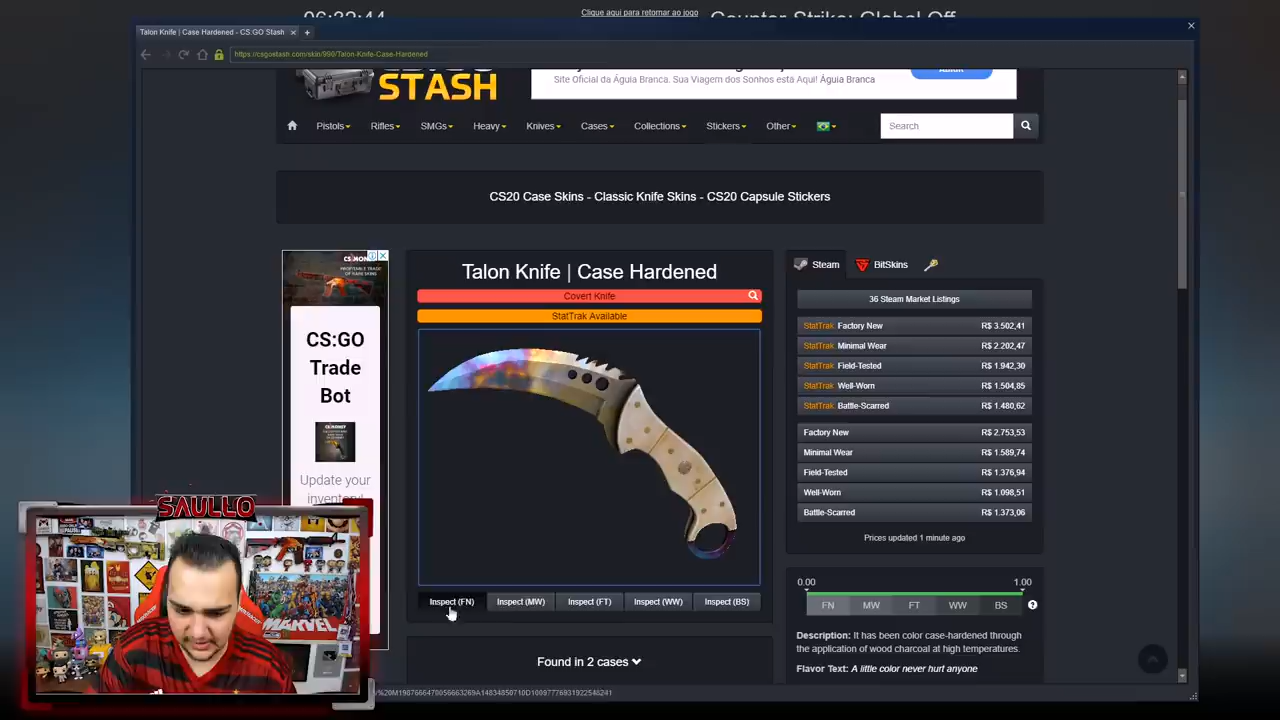 06:32:44
Clique aqui para retornar ao jogo
Counter Strike: Global Off
Talon Knife | Case Hardened - CS:GO Stash
https://csgostash.com/skin/990/Talon-Knife-Case-Hardened
STASH
Site Oficial da Águia Branca. Sua Viagem dos Sonhos está Aqui! Águia Branca
Pistols
Rifles
SMGs
Heavy
Knives
Cases
Collections
Stickers
Other
Search
CS20 Case Skins - Classic Knife Skins - CS20 Capsule Stickers
CS:GO
Trade
Bot
Update your
inventory!
Talon Knife | Case Hardened
Covert Knife
StatTrak Available
Inspect (FN)
Inspect (MW)
Inspect (FT)
Inspect (WW)
Inspect (BS)
Found in 2 cases
Steam
BitSkins
36 Steam Market Listings
StatTrak Factory New R$ 3.502,41
StatTrak Minimal Wear R$ 2.202,47
StatTrak Field-Tested R$ 1.942,30
StatTrak Well-Worn R$ 1.504,85
StatTrak Battle-Scarred R$ 1.480,62
Factory New R$ 2.753,53
Minimal Wear R$ 1.589,74
Field-Tested R$ 1.376,94
Well-Worn R$ 1.098,51
Battle-Scarred R$ 1.373,06
Prices updated 1 minute ago
0.00 1.00
FN MW FT WW BS
Description: It has been color case-hardened through
the application of wood charcoal at high temperatures.
Flavor Text: A little color never hurt anyone
SAULLO
MARVEL